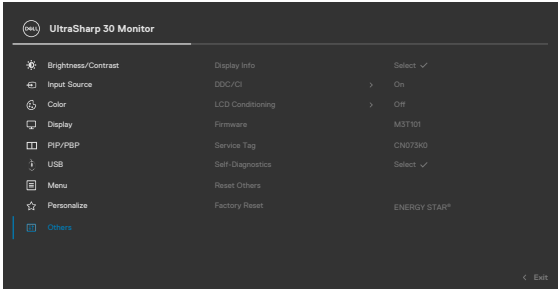 DELL UltraSharp 30 Monitor
Brightness/Contrast Display Info Select ✓
Input Source DDC/CI > On
Color LCD Conditioning > Off
Display Firmware M3T101
PIP/PBP Service Tag CN073K0
USB Self-Diagnostics Select ✓
Menu Reset Others
Personalize Factory Reset ENERGY STAR®
Others
< Exit